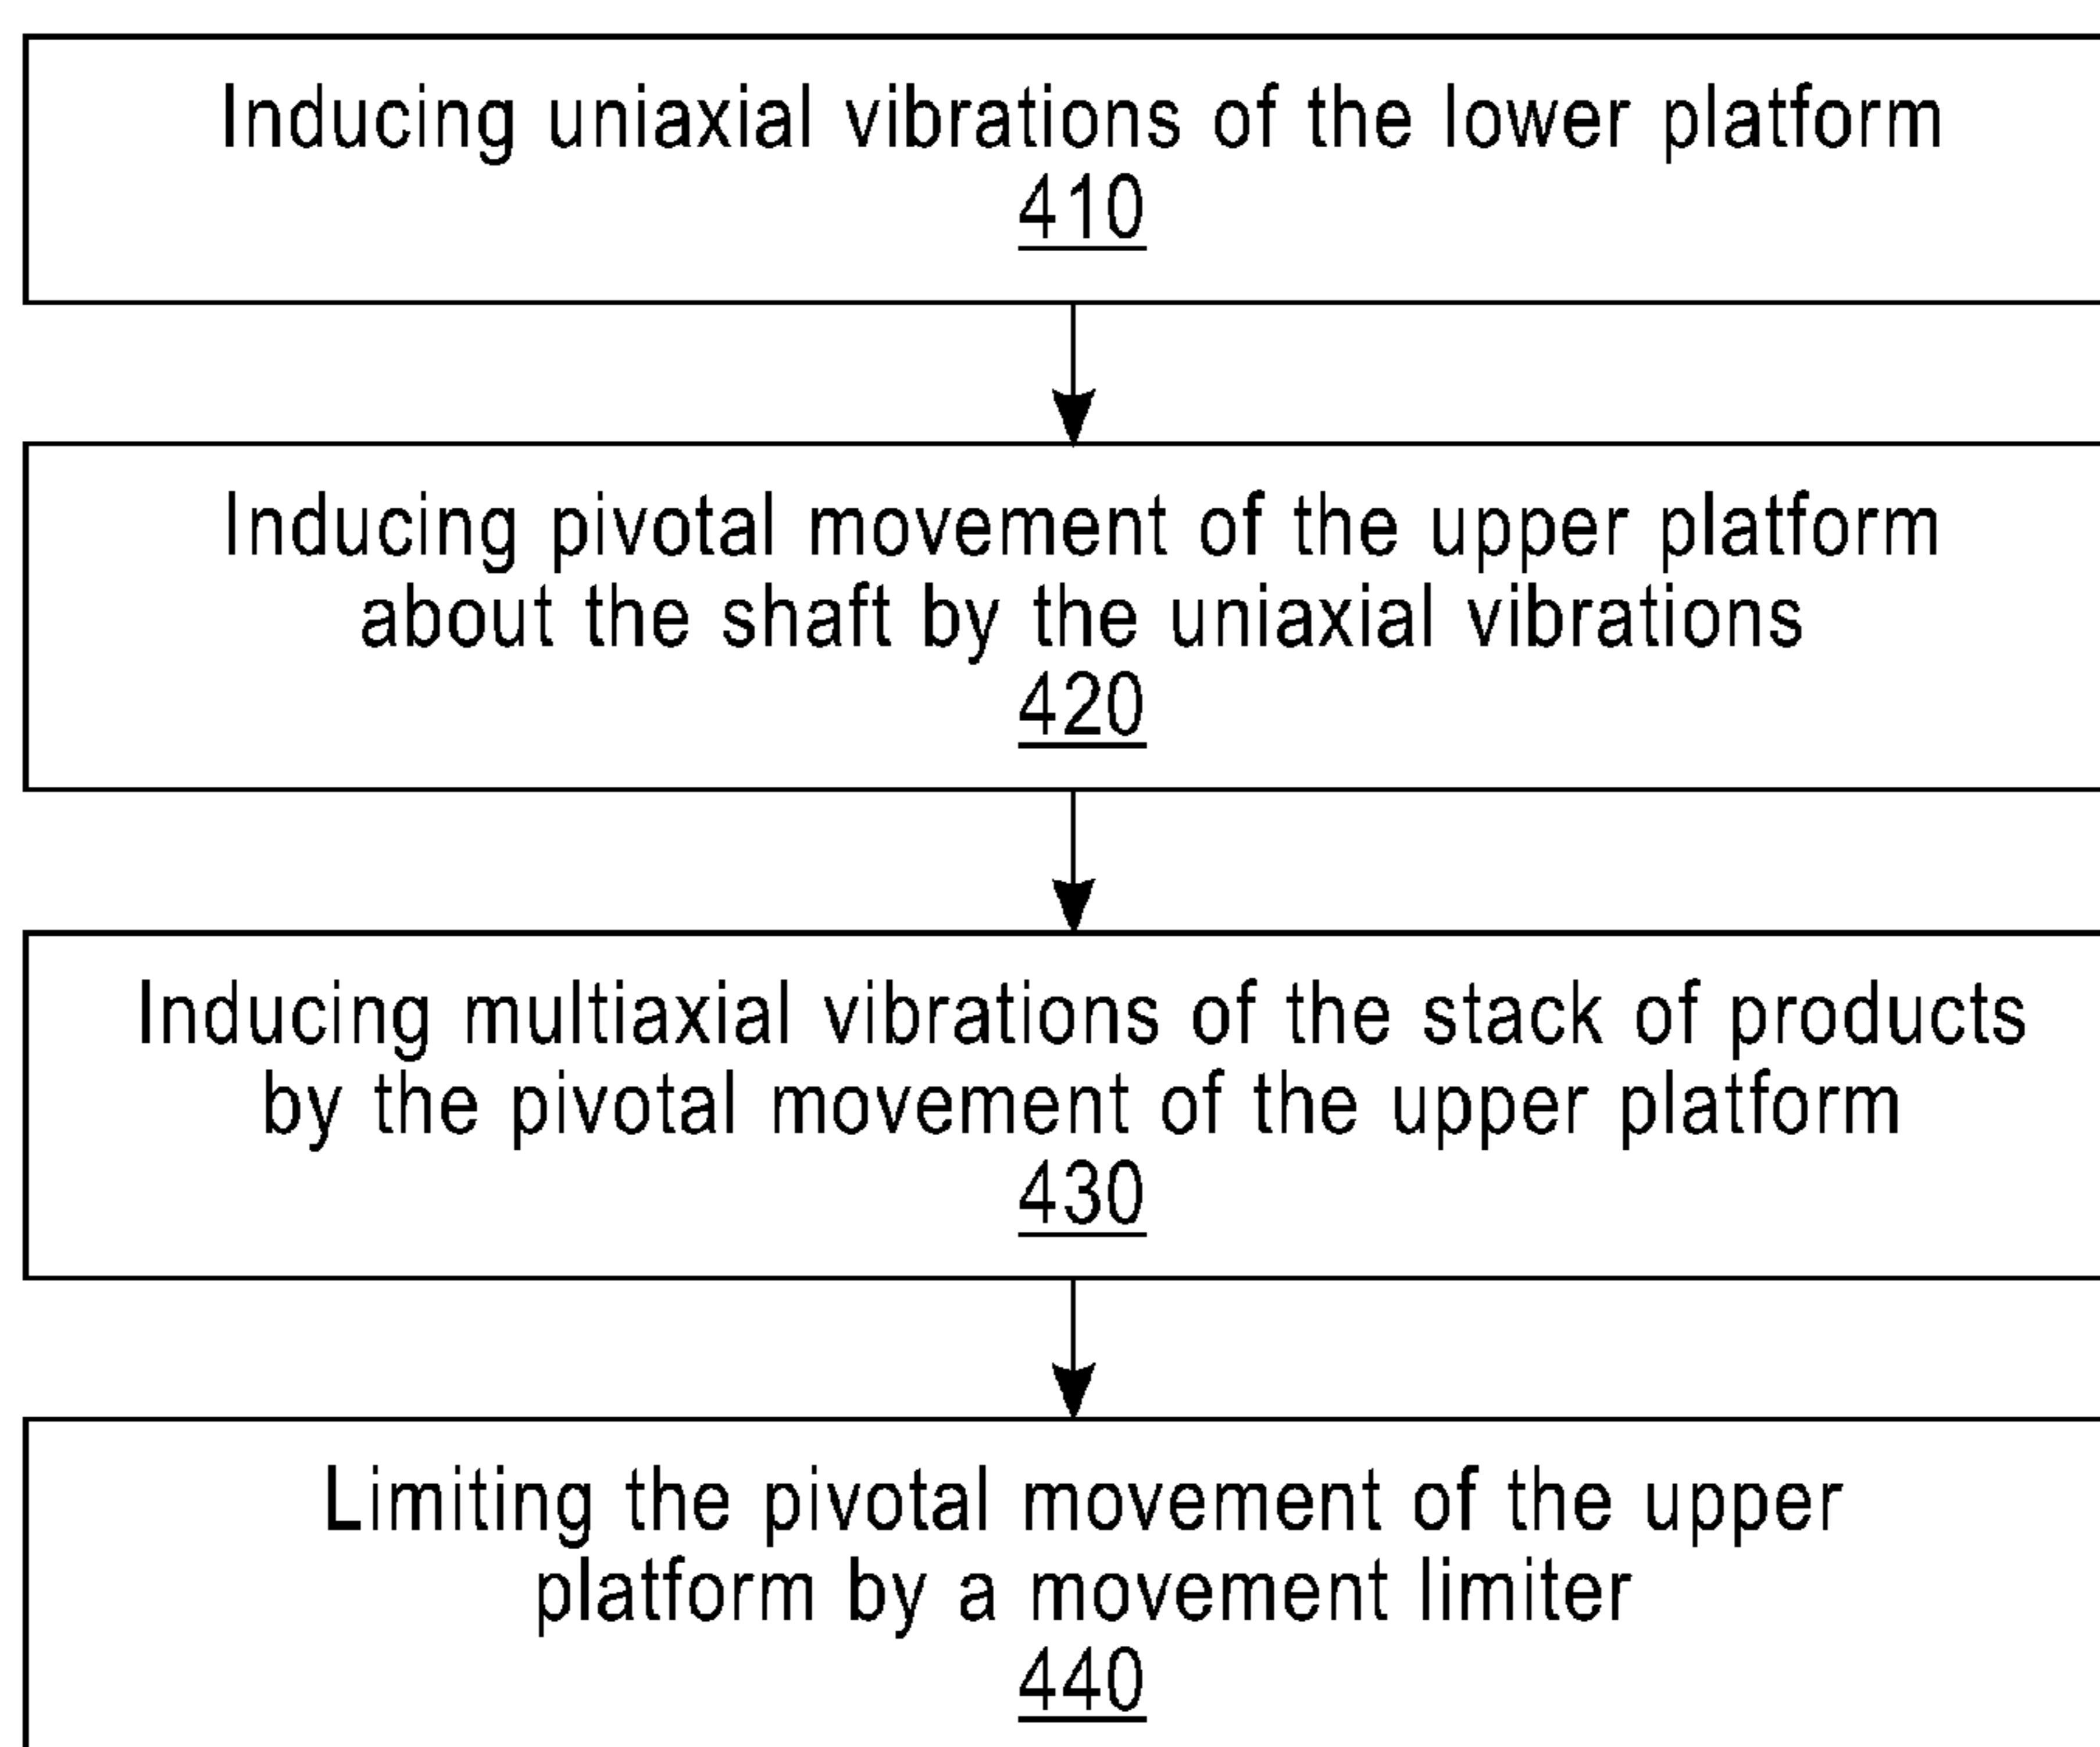 Inducing uniaxial vibrations of the lower platform
410
Inducing pivotal movement of the upper platform
about the shaft by the uniaxial vibrations
420
Inducing multiaxial vibrations of the stack of products
by the pivotal movement of the upper platform
430
Limiting the pivotal movement of the upper
platform by a movement limiter
440